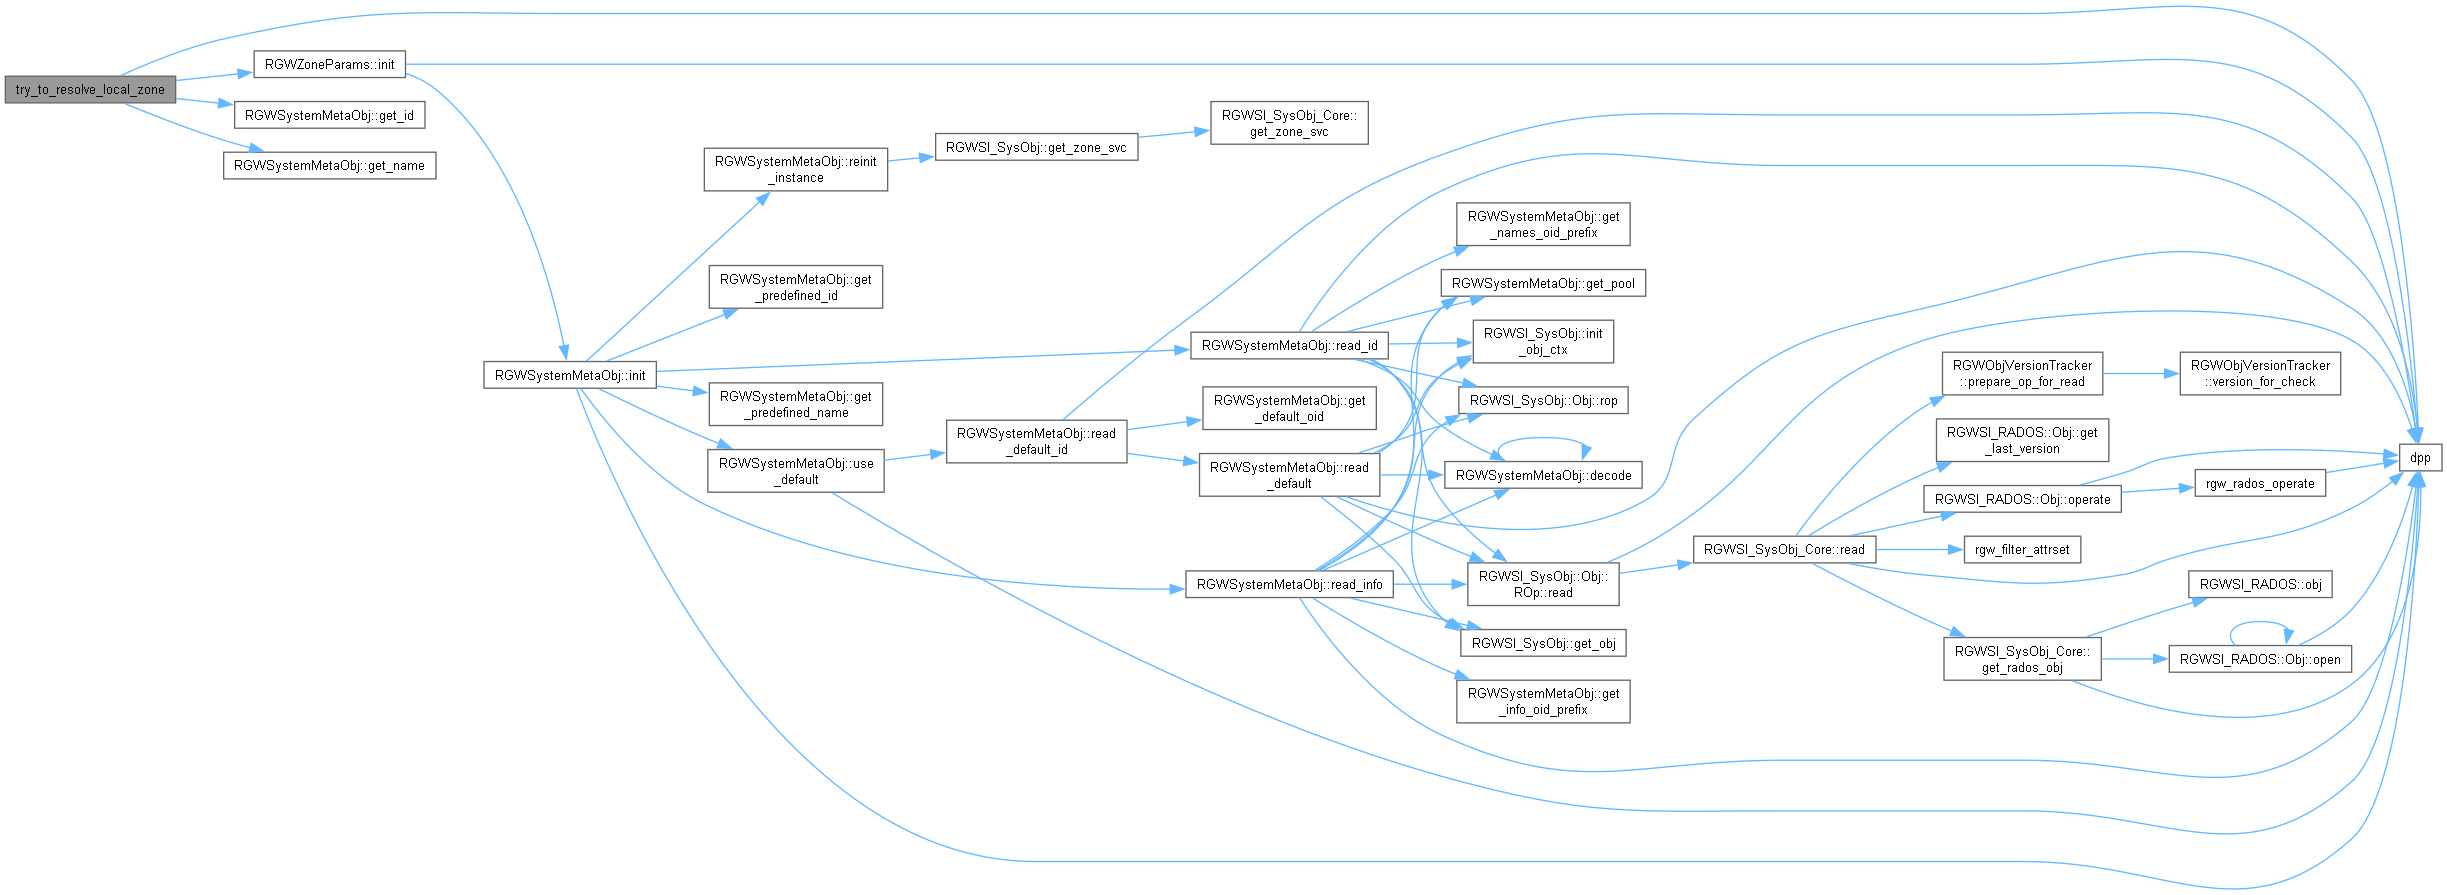 try_to_resolve_local_zone
RGWZoneParams::init
RGWSystemMetaObj::get_id
RGWSystemMetaObj::get_name
RGWSystemMetaObj::init
RGWSystemMetaObj::reinit
_instance
RGWSystemMetaObj::get
_predefined_id
RGWSystemMetaObj::get
_predefined_name
RGWSystemMetaObj::use
_default
RGWSI_SysObj::get_zone_svc
RGWSystemMetaObj::read
_default_id
RGWSI_SysObj_Core::
get_zone_svc
RGWSystemMetaObj::read_id
RGWSystemMetaObj::get
_default_oid
RGWSystemMetaObj::read
_default
RGWSystemMetaObj::read_info
RGWSystemMetaObj::get
_names_oid_prefix
RGWSystemMetaObj::get_pool
RGWSI_SysObj::init
_obj_ctx
RGWSI_SysObj::Obj::rop
RGWSystemMetaObj::decode
RGWSI_SysObj::Obj::
ROp::read
RGWSI_SysObj::get_obj
RGWSystemMetaObj::get
_info_oid_prefix
RGWSI_SysObj_Core::read
RGWObjVersionTracker
::prepare_op_for_read
RGWSI_RADOS::Obj::get
_last_version
RGWSI_RADOS::Obj::operate
rgw_filter_attrset
RGWSI_SysObj_Core::
get_rados_obj
RGWObjVersionTracker
::version_for_check
rgw_rados_operate
RGWSI_RADOS::obj
RGWSI_RADOS::Obj::open
dpp